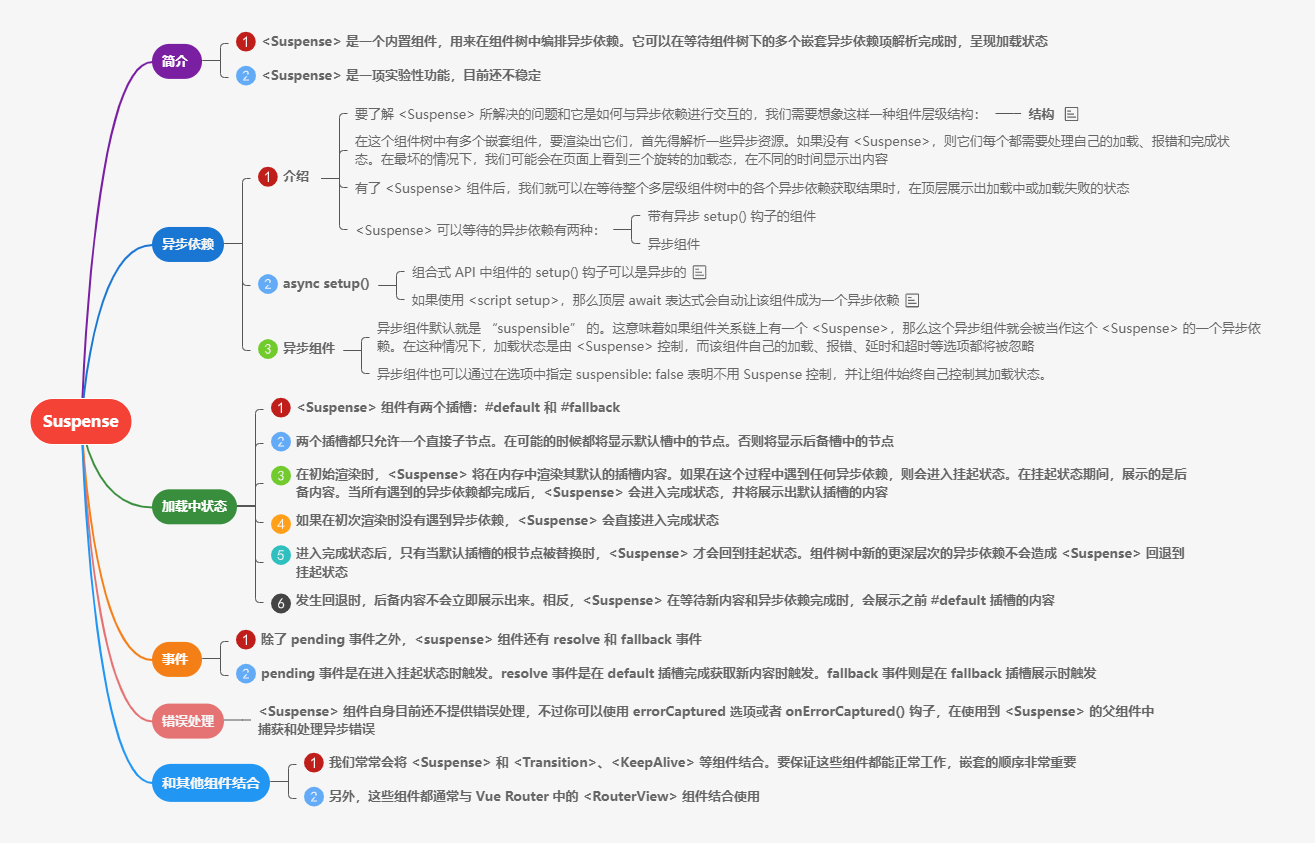 Suspense
简介
1 <Suspense> 是一个内置组件，用来在组件树中编排异步依赖。它可以在等待组件树下的多个嵌套异步依赖项解析完成时，呈现加载状态
2 <Suspense> 是一项实验性功能，目前还不稳定
异步依赖
1 介绍
要了解 <Suspense> 所解决的问题和它是如何与异步依赖进行交互的，我们需要想象这样一种组件层级结构：
结构
在这个组件树中有多个嵌套组件，要渲染出它们，首先得解析一些异步资源。如果没有 <Suspense>，则它们每个都需要处理自己的加载、报错和完成状
态。在最坏的情况下，我们可能会在页面上看到三个旋转的加载态，在不同的时间显示出内容
有了 <Suspense> 组件后，我们就可以在等待整个多层级组件树中的各个异步依赖获取结果时，在顶层展示出加载中或加载失败的状态
<Suspense> 可以等待的异步依赖有两种：
带有异步 setup() 钩子的组件
异步组件
2 async setup()
组合式 API 中组件的 setup() 钩子可以是异步的
如果使用 <script setup>，那么顶层 await 表达式会自动让该组件成为一个异步依赖
3 异步组件
异步组件默认就是 “suspensible” 的。这意味着如果组件关系链上有一个 <Suspense>，那么这个异步组件就会被当作这个 <Suspense> 的一个异步依
赖。在这种情况下，加载状态是由 <Suspense> 控制，而该组件自己的加载、报错、延时和超时等选项都将被忽略
异步组件也可以通过在选项中指定 suspensible: false 表明不用 Suspense 控制，并让组件始终自己控制其加载状态。
加载中状态
1 <Suspense> 组件有两个插槽：#default 和 #fallback
2 两个插槽都只允许一个直接子节点。在可能的时候都将显示默认槽中的节点。否则将显示后备槽中的节点
3 在初始渲染时，<Suspense> 将在内存中渲染其默认的插槽内容。如果在这个过程中遇到任何异步依赖，则会进入挂起状态。在挂起状态期间，展示的是后
备内容。当所有遇到的异步依赖都完成后，<Suspense> 会进入完成状态，并将展示出默认插槽的内容
4 如果在初次渲染时没有遇到异步依赖，<Suspense> 会直接进入完成状态
5 进入完成状态后，只有当默认插槽的根节点被替换时，<Suspense> 才会回到挂起状态。组件树中新的更深层次的异步依赖不会造成 <Suspense> 回退到
挂起状态
6 发生回退时，后备内容不会立即展示出来。相反，<Suspense> 在等待新内容和异步依赖完成时，会展示之前 #default 插槽的内容
事件
1 除了 pending 事件之外，<suspense> 组件还有 resolve 和 fallback 事件
2 pending 事件是在进入挂起状态时触发。resolve 事件是在 default 插槽完成获取新内容时触发。fallback 事件则是在 fallback 插槽展示时触发
错误处理
<Suspense> 组件自身目前还不提供错误处理，不过你可以使用 errorCaptured 选项或者 onErrorCaptured() 钩子，在使用到 <Suspense> 的父组件中
捕获和处理异步错误
和其他组件结合
1 我们常常会将 <Suspense> 和 <Transition>、<KeepAlive> 等组件结合。要保证这些组件都能正常工作，嵌套的顺序非常重要
2 另外，这些组件都通常与 Vue Router 中的 <RouterView> 组件结合使用